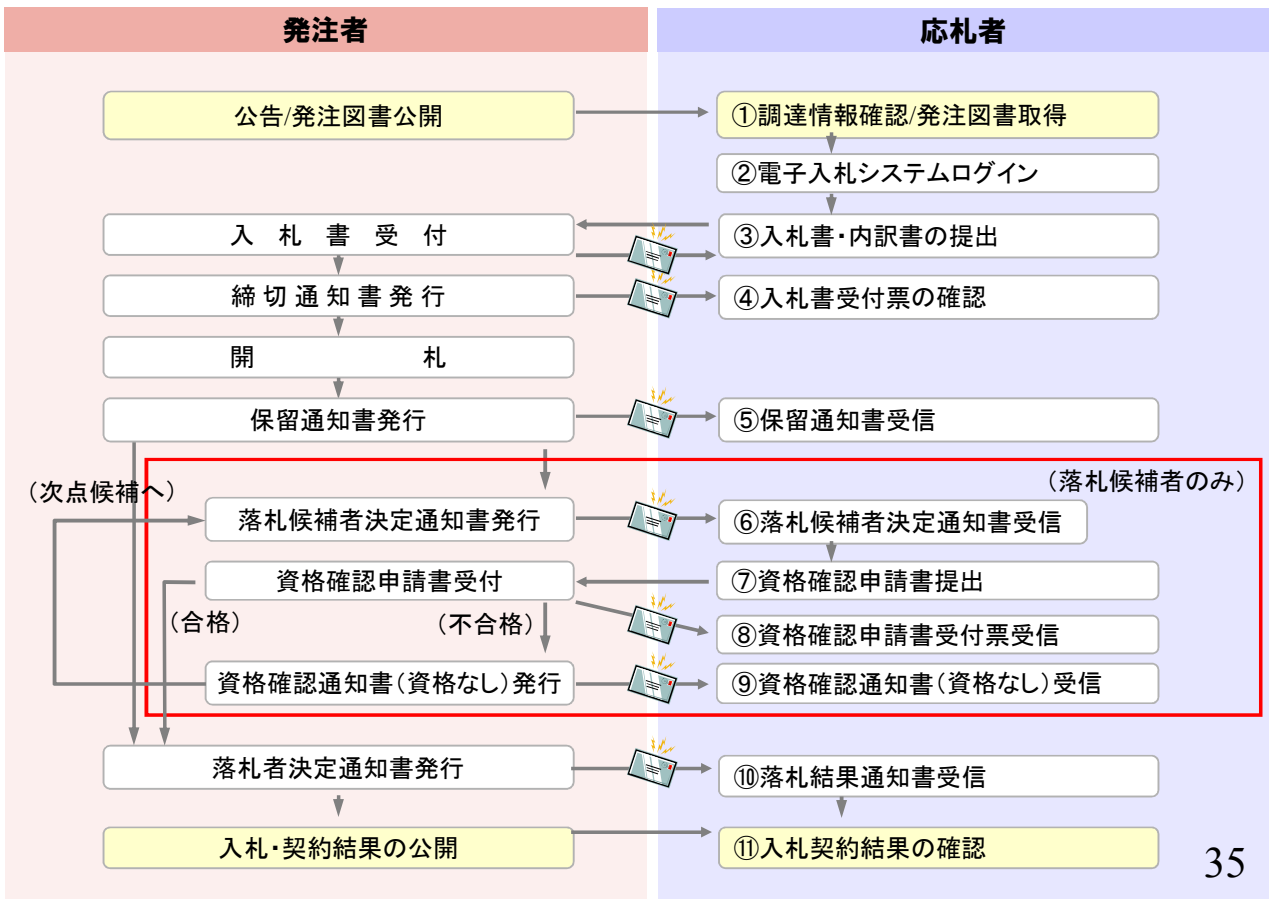 発注者
応札者
公告/発注図書公開
①調達情報確認/発注図書取得
②電子入札システムログイン
入札書受付
③入札書・内訳書の提出
締切通知書発行
④入札書受付票の確認
開札
保留通知書発行
⑤保留通知書受信
(次点候補へ)
(落札候補者のみ)
落札候補者決定通知書発行
⑥落札候補者決定通知書受信
資格確認申請書受付
⑦資格確認申請書提出
(合格)
(不合格)
⑧資格確認申請書受付票受信
資格確認通知書(資格なし)発行
⑨資格確認通知書(資格なし)受信
落札者決定通知書発行
⑩落札結果通知書受信
入札・契約結果の公開
⑪入札契約結果の確認
35